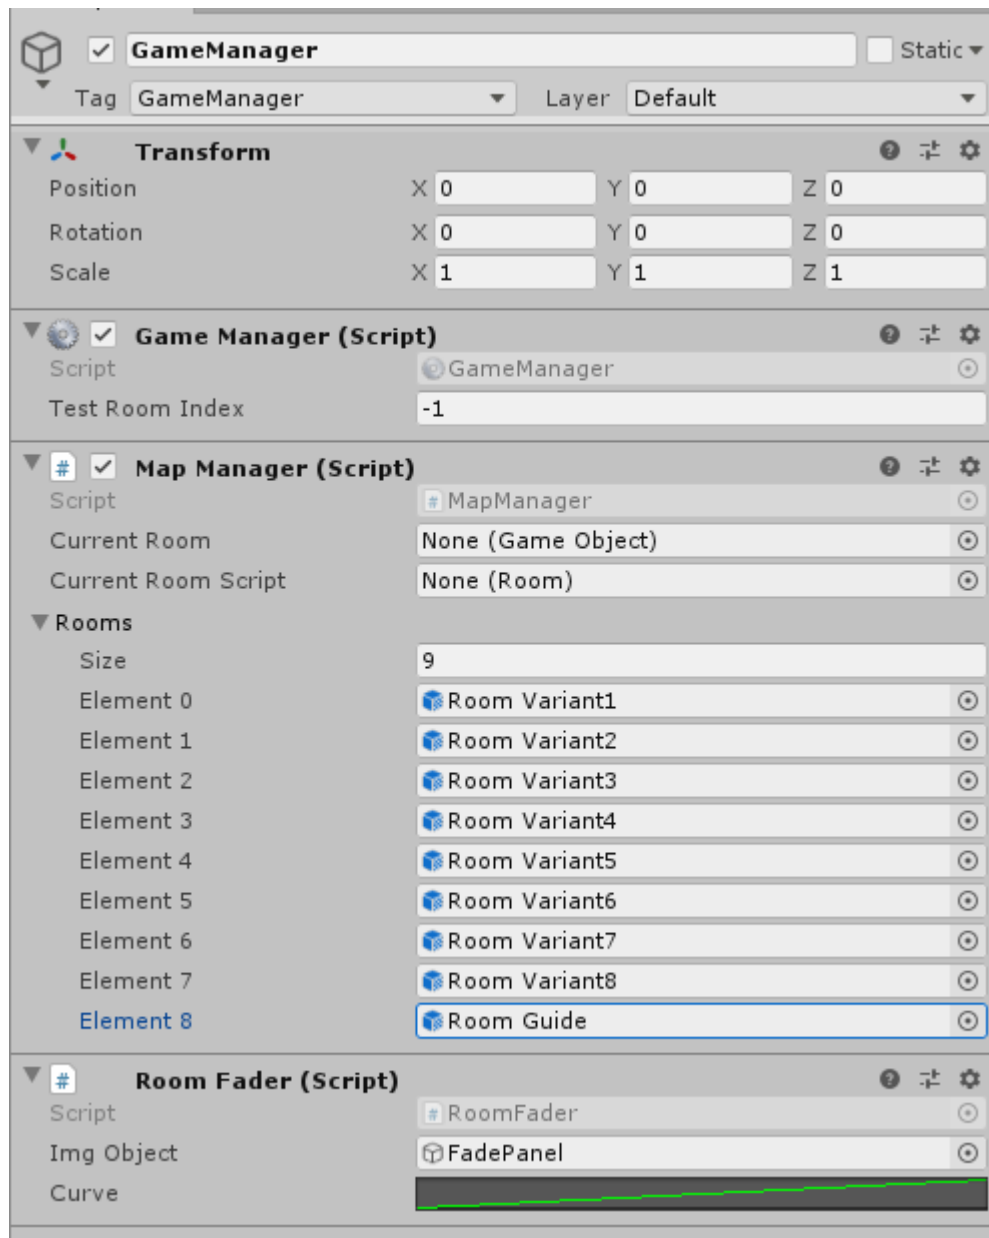 GameManager Static
Tag GameManager Layer Default
Transform
Position X 0 Y 0 Z 0
Rotation X 0 Y 0 Z 0
Scale X 1 Y 1 Z 1
Game Manager (Script)
Script GameManager
Test Room Index -1
# Map Manager (Script)
Script # MapManager
Current Room None (Game Object)
Current Room Script None (Room)
Rooms
Size 9
Element 0 Room Variant1
Element 1 Room Variant2
Element 2 Room Variant3
Element 3 Room Variant4
Element 4 Room Variant5
Element 5 Room Variant6
Element 6 Room Variant7
Element 7 Room Variant8
Element 8 Room Guide
# Room Fader (Script)
Script # RoomFader
Img Object FadePanel
Curve